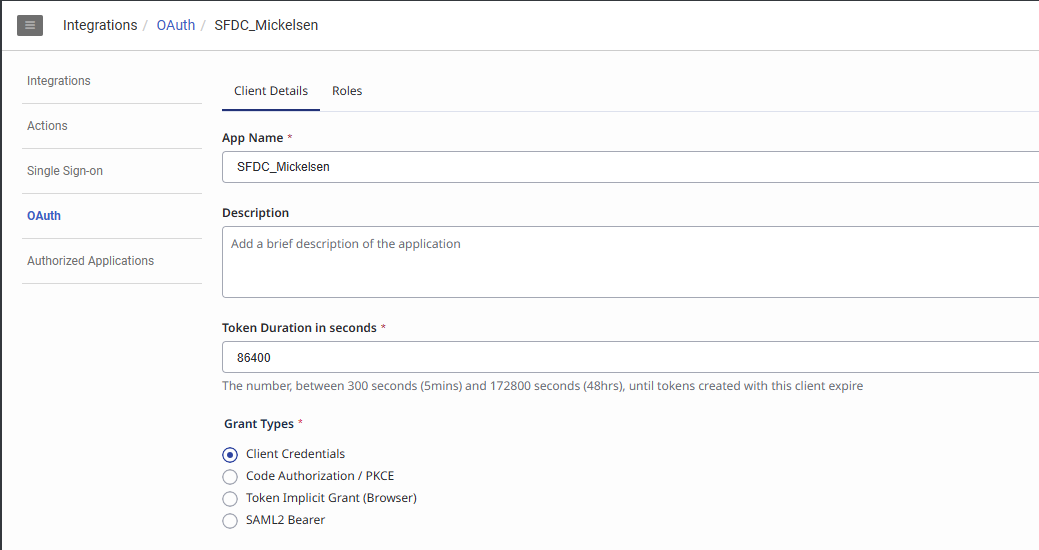 Integrations / OAuth / SFDC_Mickelsen
Integrations
Actions
Single Sign-on
OAuth
Authorized Applications
Client Details Roles
App Name *
SFDC_Mickelsen
Description
Add a brief description of the application
Token Duration in seconds *
86400
The number, between 300 seconds (5mins) and 172800 seconds (48hrs), until tokens created with this client expire
Grant Types *
Client Credentials
Code Authorization / PKCE
Token Implicit Grant (Browser)
SAML2 Bearer